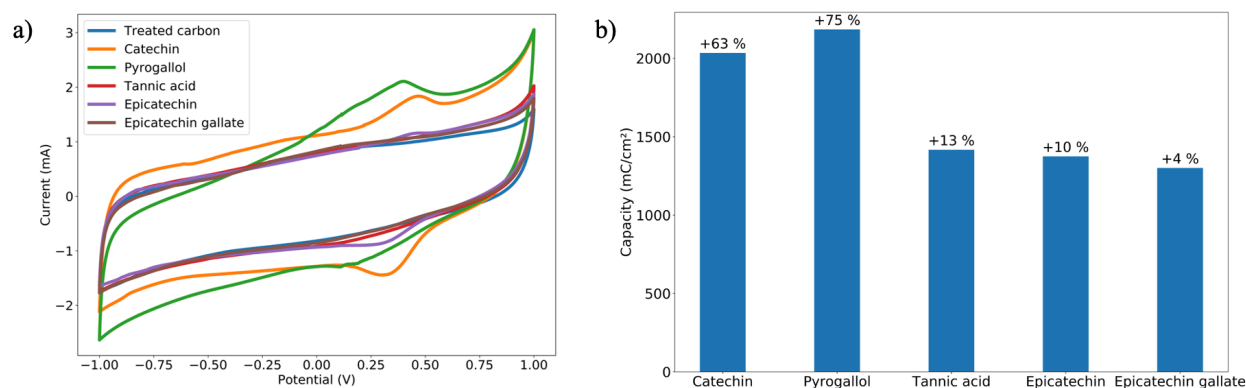 a)
Treated carbon
Catechin
Pyrogallol
Tannic acid
Epicatechin
Epicatechin gallate
3
2
1
0
−1
−2
Current (mA)
−1.00 −0.75 −0.50 −0.25 0.00 0.25 0.50 0.75 1.00
Potential (V)
b)
+63 %
+75 %
+13 %
+10 %
+4 %
2000
1500
1000
500
0
Capacity (mC/cm²)
Catechin Pyrogallol Tannic acid Epicatechin Epicatechin gallate